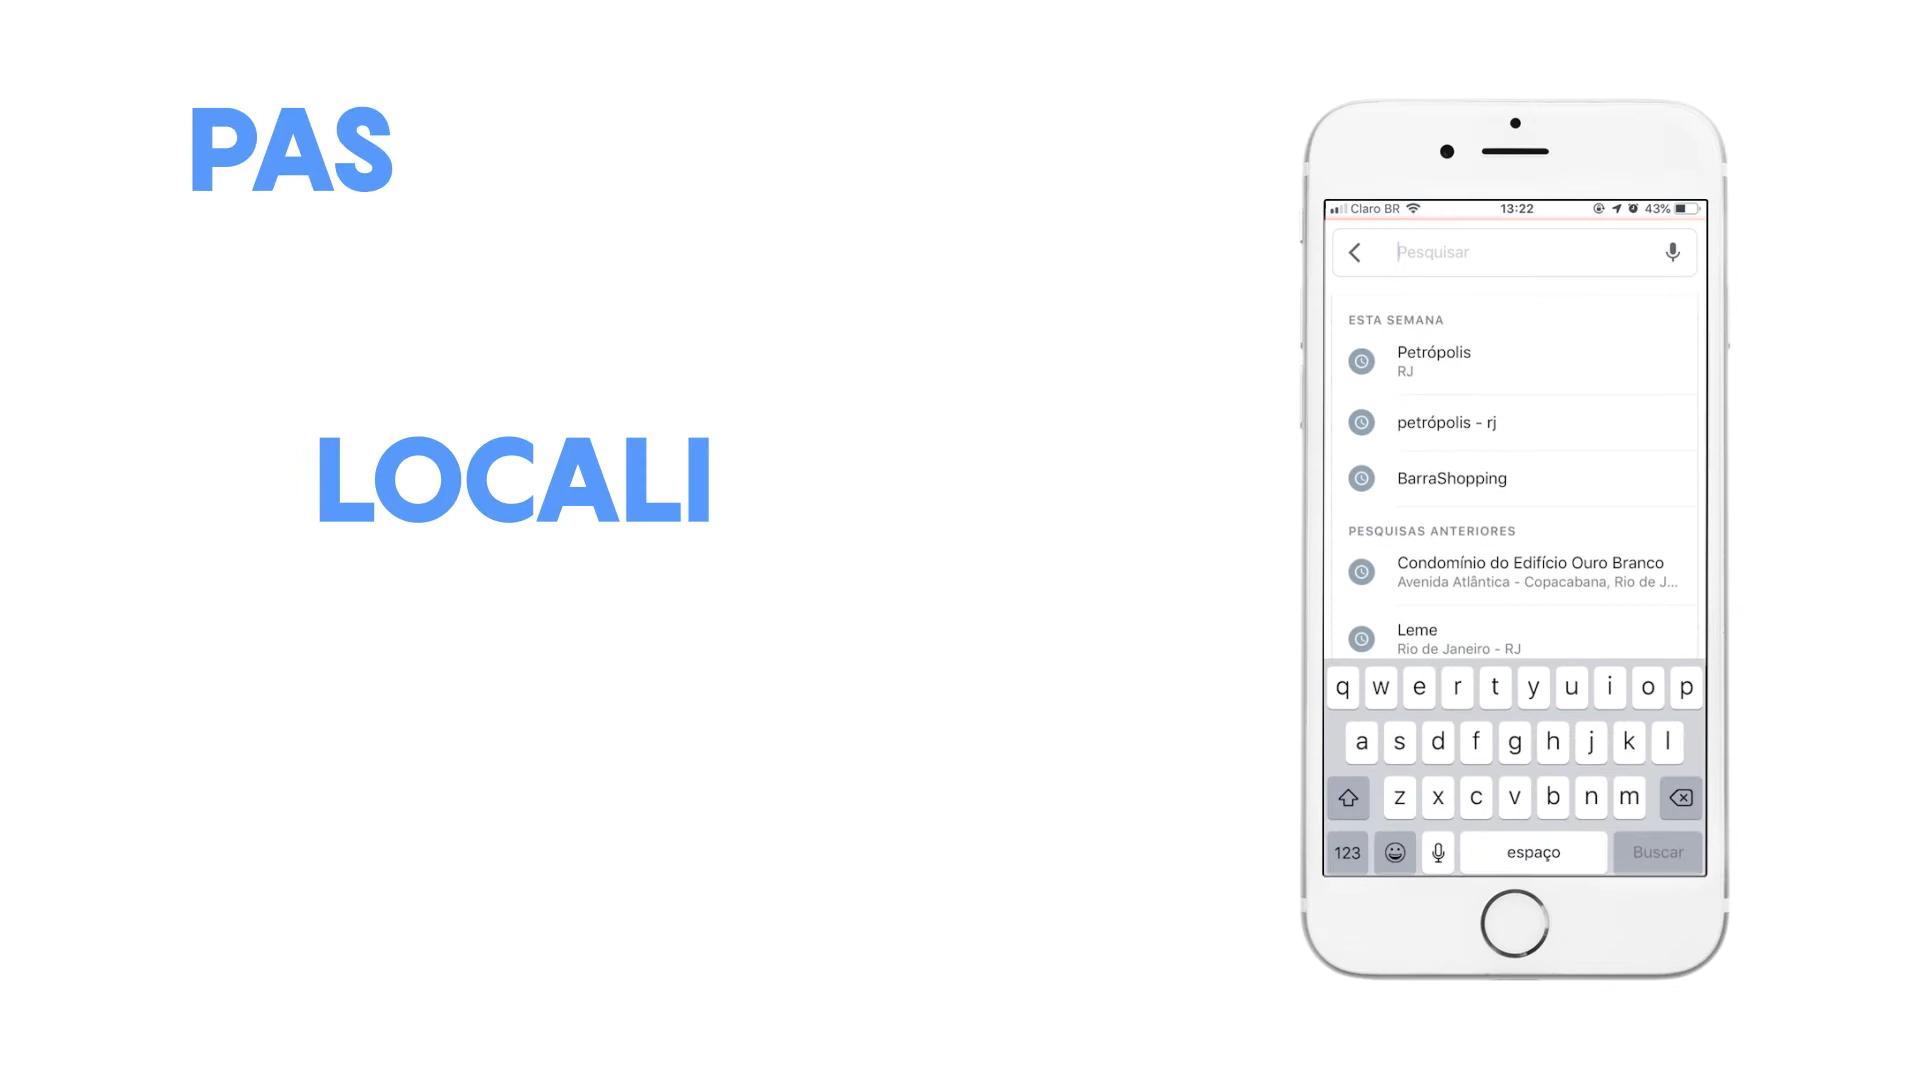 PAS
LOCALI
Claro BR 13:22 43%
Pesquisar
ESTA SEMANA
Petrópolis
RJ
petrópolis - rj
BarraShopping
PESQUISAS ANTERIORES
Condomínio do Edifício Ouro Branco
Avenida Atlântica - Copacabana, Rio de J...
Leme
Rio de Janeiro - RJ
q w e r t y u i o p
a s d f g h j k l
z x c v b n m
123 espaço Buscar